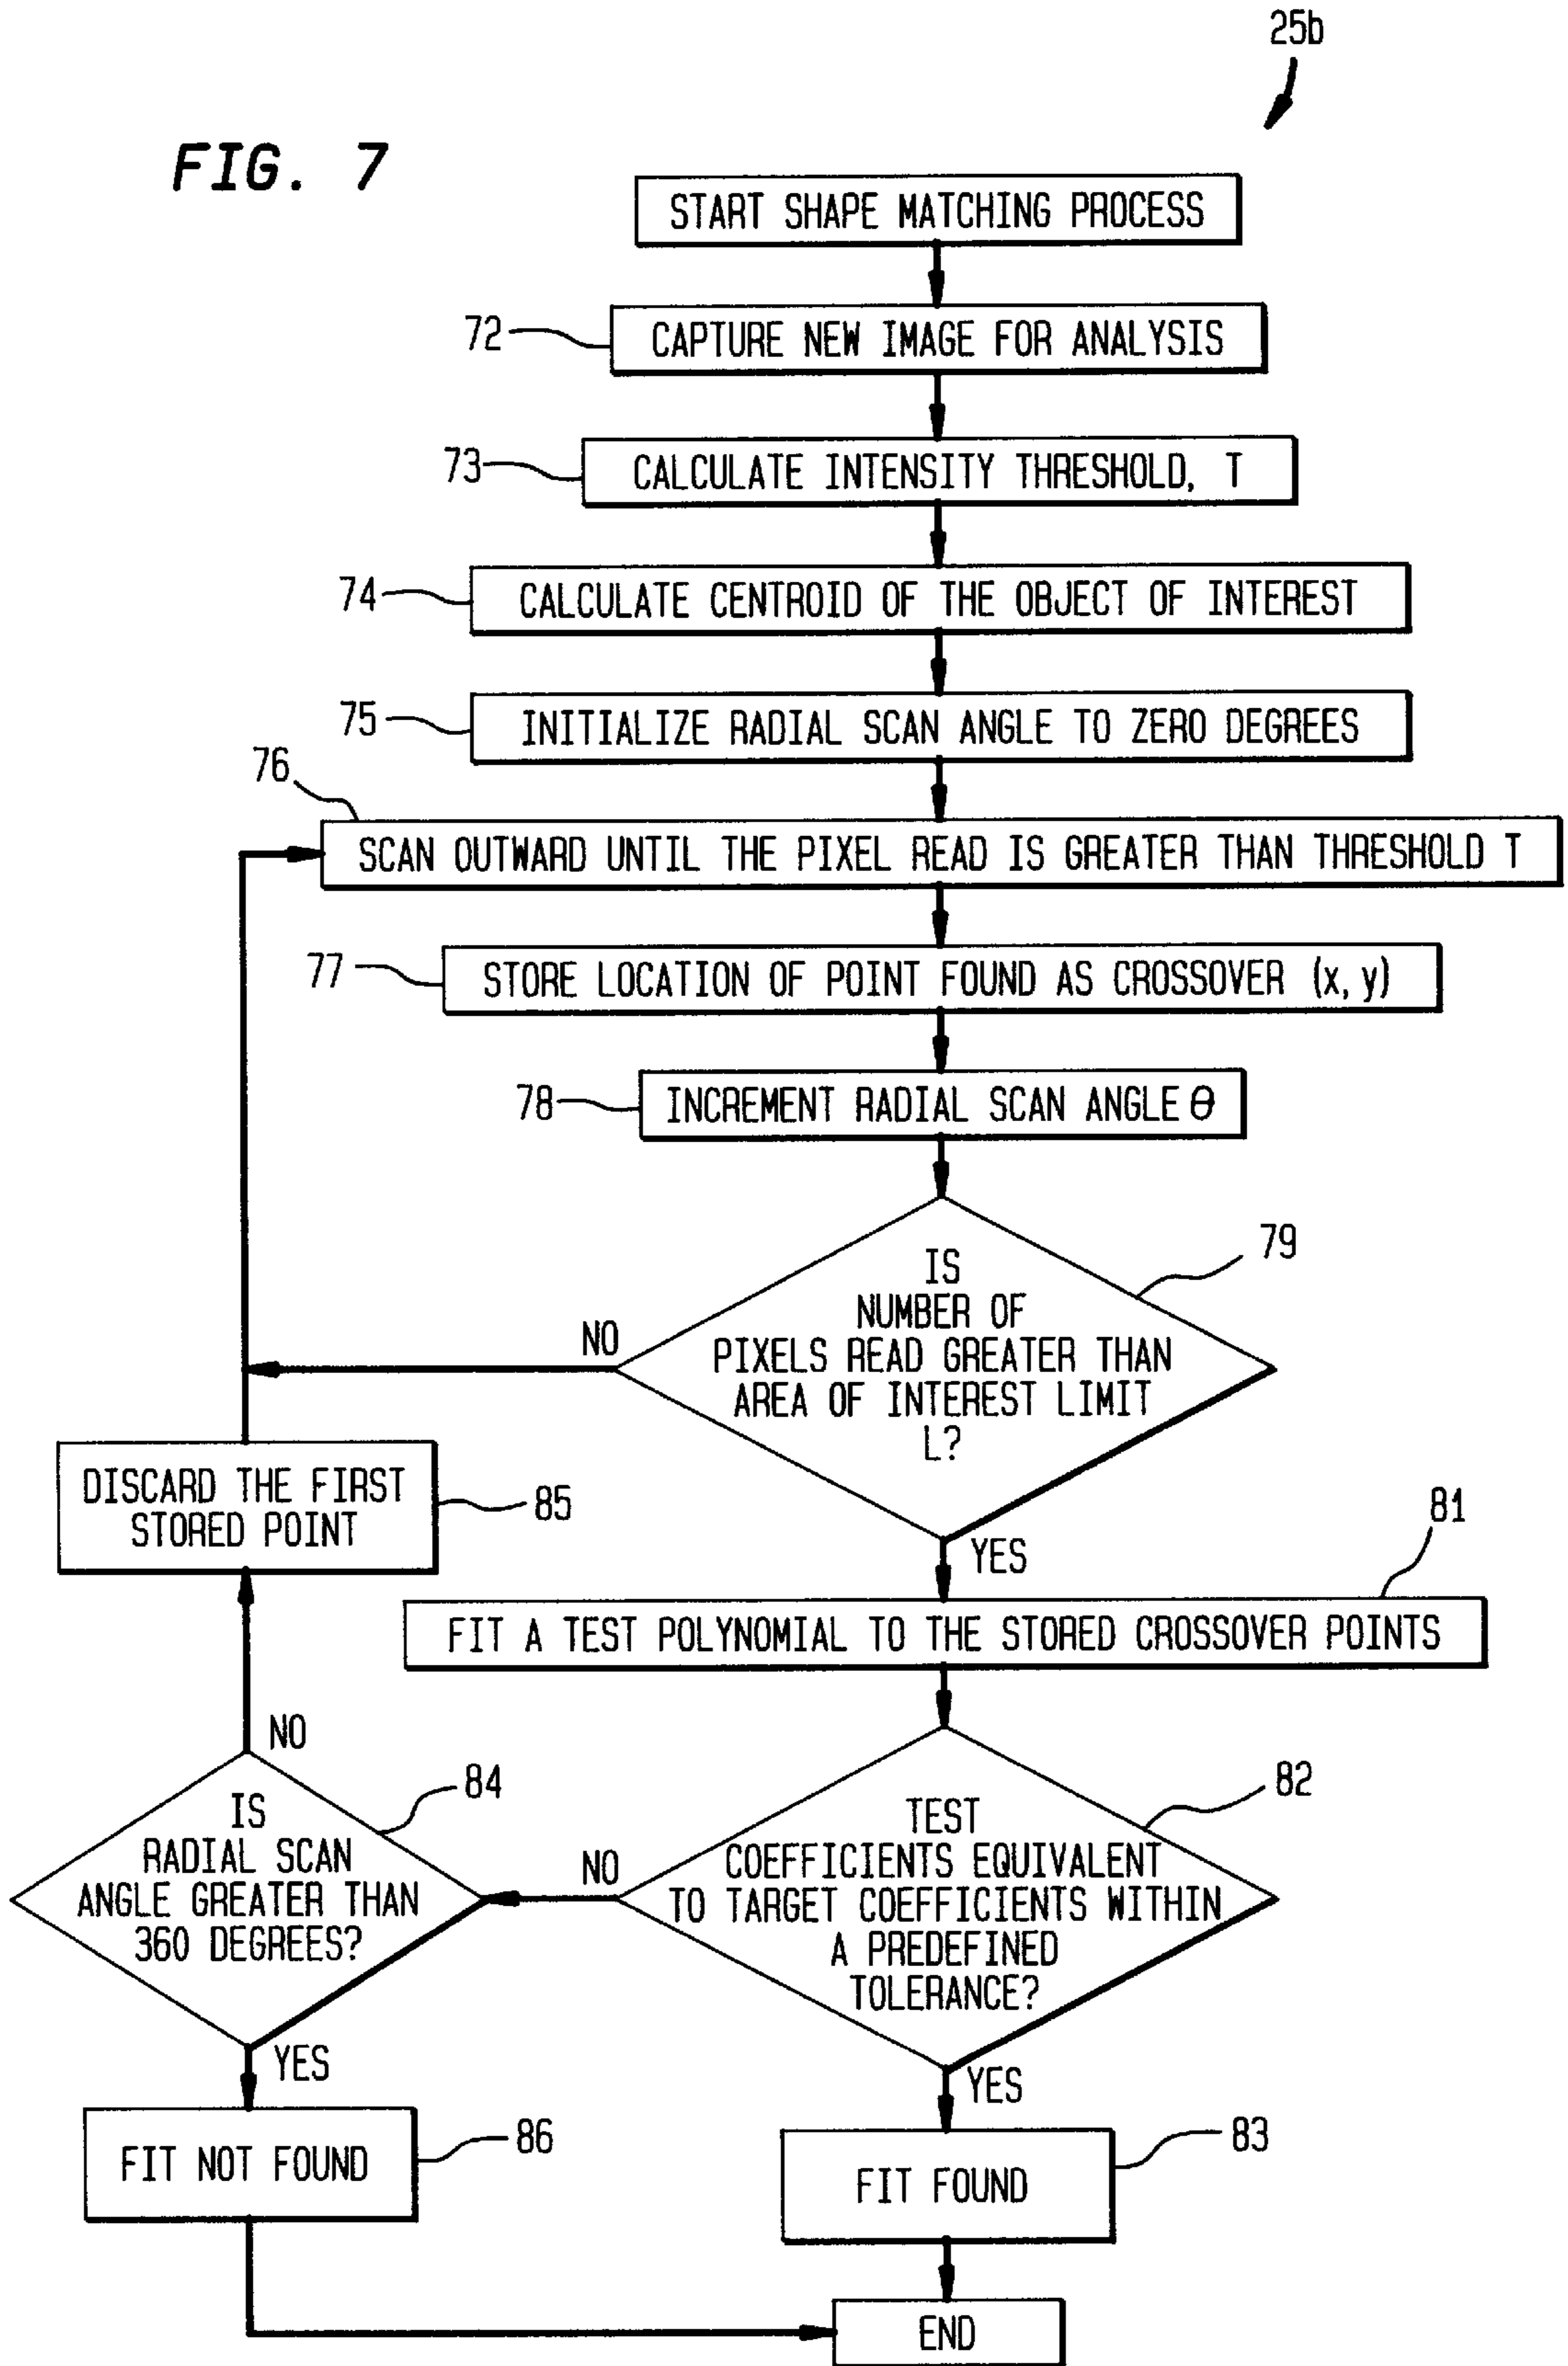 25b
FIG. 7
START SHAPE MATCHING PROCESS
72
CAPTURE NEW IMAGE FOR ANALYSIS
73
CALCULATE INTENSITY THRESHOLD, T
74
CALCULATE CENTROID OF THE OBJECT OF INTEREST
75
INITIALIZE RADIAL SCAN ANGLE TO ZERO DEGREES
76
SCAN OUTWARD UNTIL THE PIXEL READ IS GREATER THAN THRESHOLD T
77
STORE LOCATION OF POINT FOUND AS CROSSOVER (x, y)
78
INCREMENT RADIAL SCAN ANGLE θ
79
IS
NUMBER OF
PIXELS READ GREATER THAN
AREA OF INTEREST LIMIT
L?
NO
YES
DISCARD THE FIRST
STORED POINT
85
81
FIT A TEST POLYNOMIAL TO THE STORED CROSSOVER POINTS
82
TEST
COEFFICIENTS EQUIVALENT
TO TARGET COEFFICIENTS WITHIN
A PREDEFINED
TOLERANCE?
NO
YES
84
IS
RADIAL SCAN
ANGLE GREATER THAN
360 DEGREES?
NO
YES
FIT NOT FOUND
86
FIT FOUND
83
END